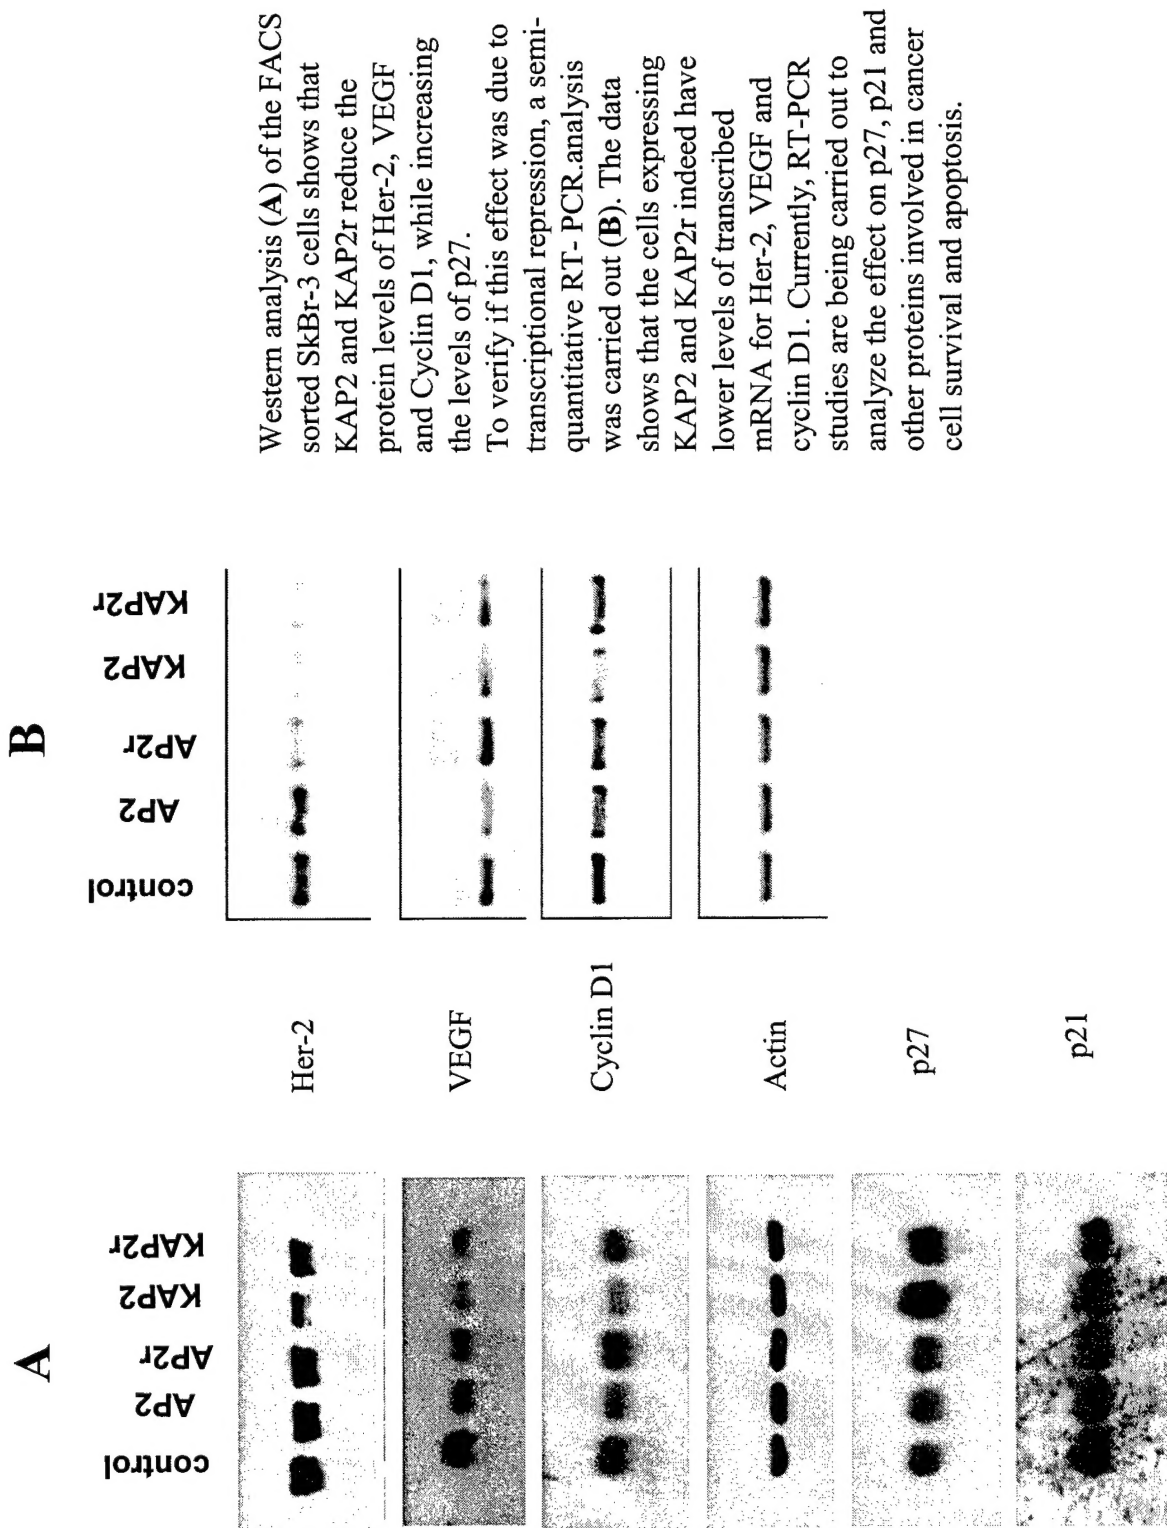 A
control
AP2
AP2r
KAP2
KAP2r
Her-2
VEGF
Cyclin D1
Actin
p27
p21
B
control
AP2
AP2r
KAP2
KAP2r
Western analysis (A) of the FACS
sorted SkBr-3 cells shows that
KAP2 and KAP2r reduce the
protein levels of Her-2, VEGF
and Cyclin D1, while increasing
the levels of p27.
To verify if this effect was due to
transcriptional repression, a semi-
quantitative RT- PCR.analysis
was carried out (B). The data
shows that the cells expressing
KAP2 and KAP2r indeed have
lower levels of transcribed
mRNA for Her-2, VEGF and
cyclin D1. Currently, RT-PCR
studies are being carried out to
analyze the effect on p27, p21 and
other proteins involved in cancer
cell survival and apoptosis.